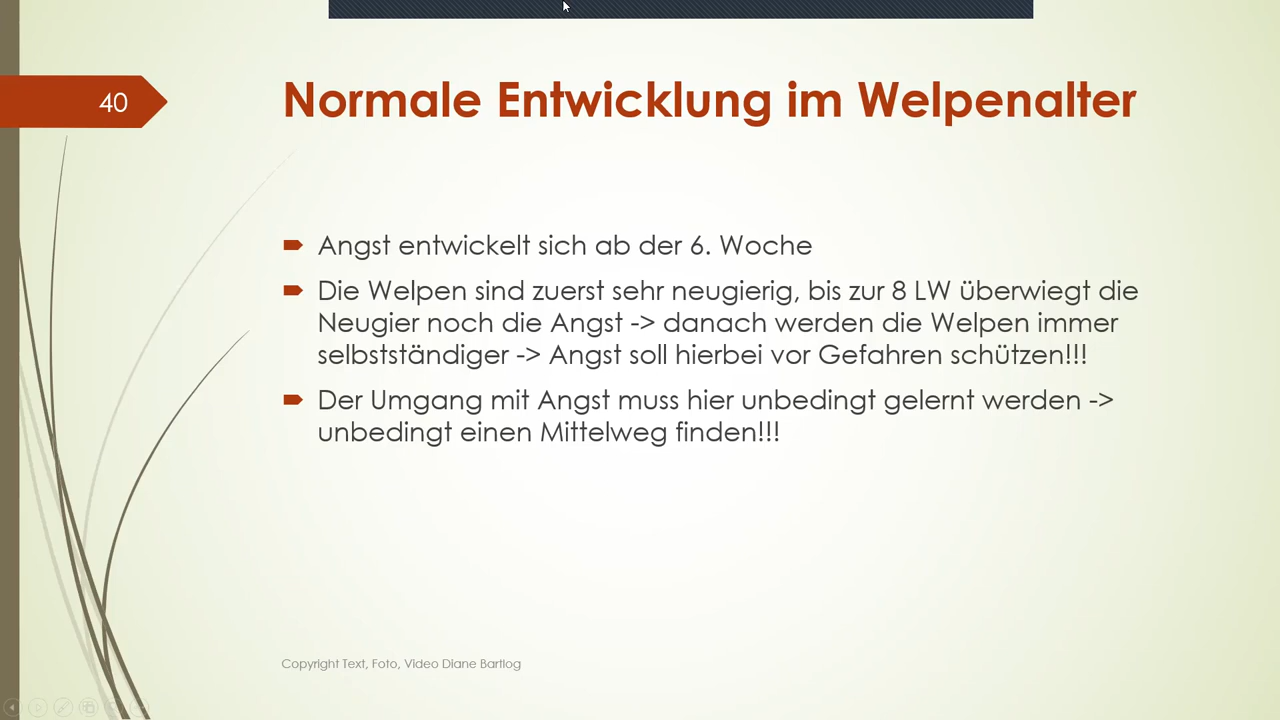 40
Normale Entwicklung im Welpenalter
Angst entwickelt sich ab der 6. Woche
Die Welpen sind zuerst sehr neugierig, bis zur 8 LW überwiegt die
Neugier noch die Angst -> danach werden die Welpen immer
selbstständiger -> Angst soll hierbei vor Gefahren schützen!!!
Der Umgang mit Angst muss hier unbedingt gelernt werden ->
unbedingt einen Mittelweg finden!!!
Copyright Text, Foto, Video Diane Bartlog